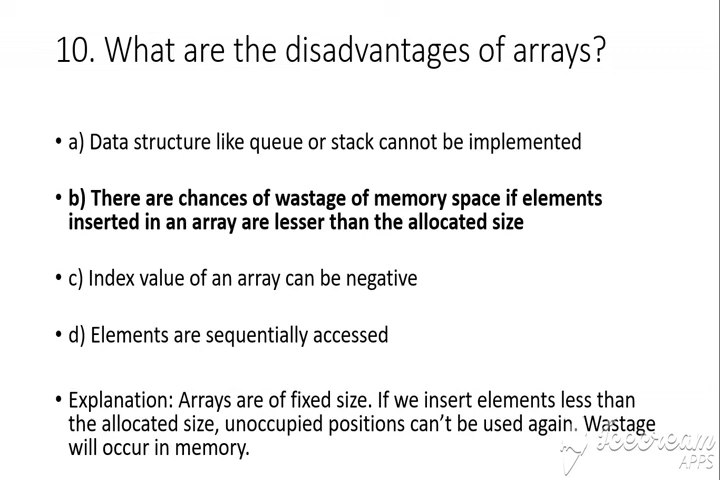 10. What are the disadvantages of arrays?
• a) Data structure like queue or stack cannot be implemented
• b) There are chances of wastage of memory space if elements
inserted in an array are lesser than the allocated size
• c) Index value of an array can be negative
• d) Elements are sequentially accessed
• Explanation: Arrays are of fixed size. If we insert elements less than
the allocated size, unoccupied positions can’t be used again. Wastage
will occur in memory.
Icecream
APPS